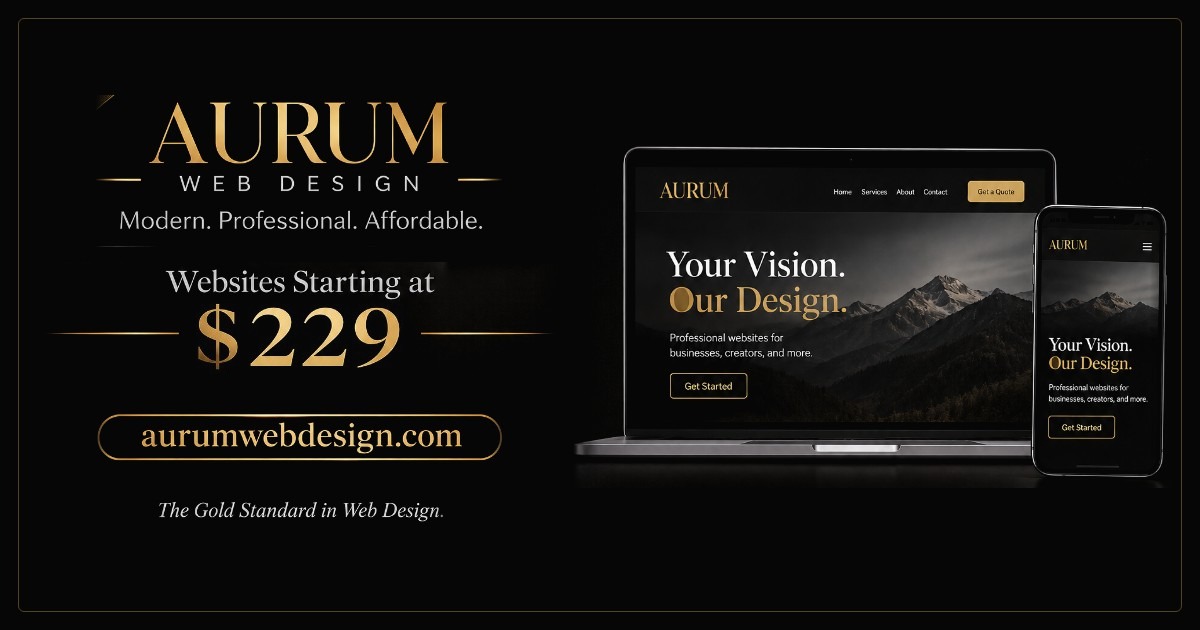 AURUM
WEB DESIGN
Modern. Professional. Affordable.
Websites Starting at
$229
aurumwebdesign.com
The Gold Standard in Web Design.
AURUM
Home Services About Contact Get a Quote
Your Vision.
Our Design.
Professional websites for
businesses, creators, and more.
Get Started
AURUM
Your Vision.
Our Design.
Professional websites for
businesses, creators, and more.
Get Started